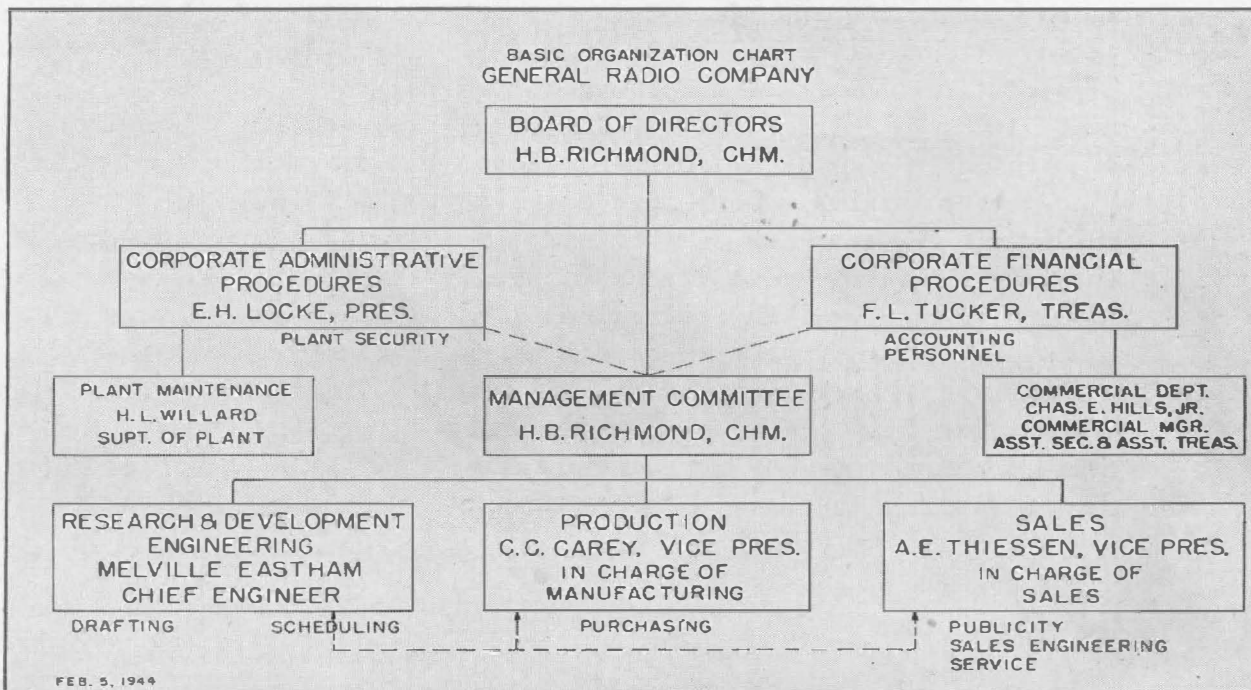 BASIC ORGANIZATION CHART
GENERAL RADIO COMPANY
BOARD OF DIRECTORS
H.B. RICHMOND, CHM.
CORPORATE ADMINISTRATIVE
PROCEDURES
E.H. LOCKE, PRES.
PLANT SECURITY
CORPORATE FINANCIAL
PROCEDURES
F.L. TUCKER, TREAS.
ACCOUNTING
PERSONNEL
PLANT MAINTENANCE
H.L. WILLARD
SUPT. OF PLANT
MANAGEMENT COMMITTEE
H.B. RICHMOND, CHM.
COMMERCIAL DEPT.
CHAS. E. HILLS, JR.
COMMERCIAL MGR.
ASST. SEC. & ASST. TREAS.
RESEARCH & DEVELOPMENT
ENGINEERING
MELVILLE EASTHAM
CHIEF ENGINEER
DRAFTING
SCHEDULING
PRODUCTION
C.C. CAREY, VICE PRES.
IN CHARGE OF
MANUFACTURING
PURCHASING
SALES
A.E. THIESSEN, VICE PRES.
IN CHARGE OF
SALES
PUBLICITY
SALES ENGINEERING
SERVICE
FEB. 5, 1944